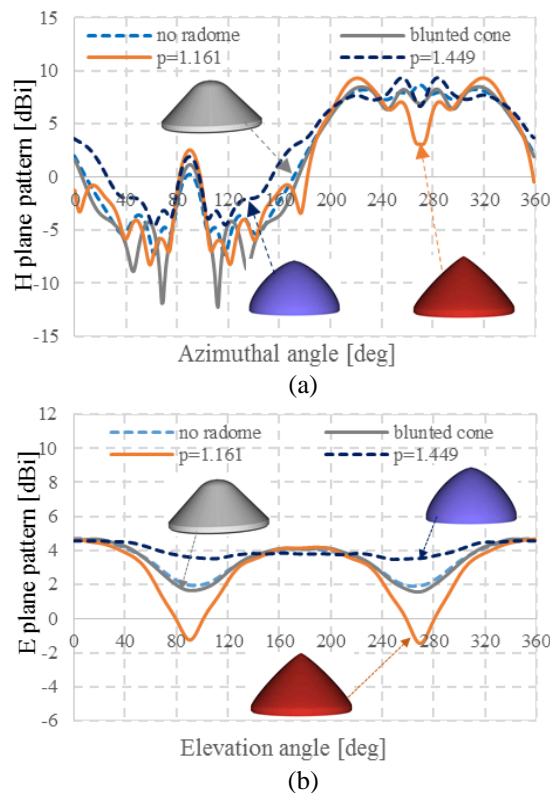 no radome
blunted cone
p=1.161
p=1.449
H plane pattern [dBi]
15
10
5
0
-5
-10
-15
0 40 80 120 160 200 240 280 320 360
Azimuthal angle [deg]
(a)
no radome
blunted cone
p=1.161
p=1.449
E plane pattern [dBi]
12
10
8
6
4
2
0
-2
-4
-6
0 40 80 120 160 200 240 280 320 360
Elevation angle [deg]
(b)